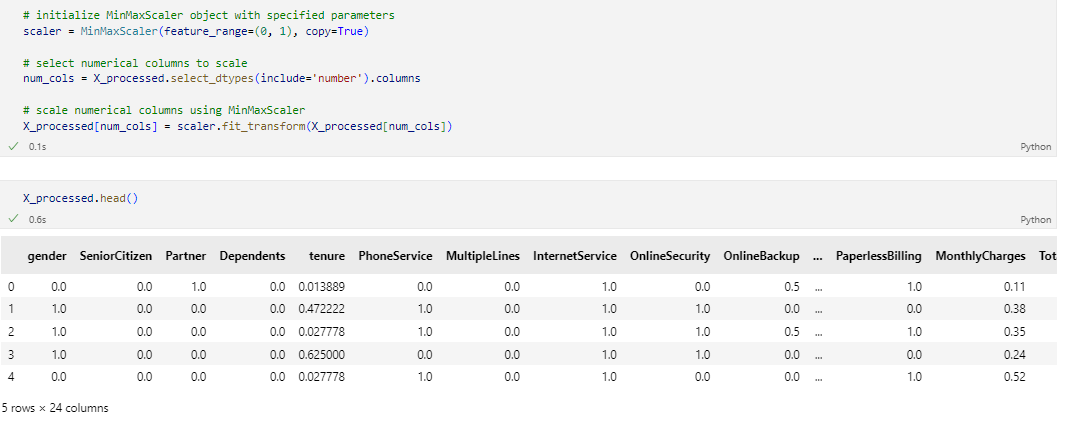 # initialize MinMaxScaler object with specified parameters
scaler = MinMaxScaler(feature_range=(0, 1), copy=True)
# select numerical columns to scale
num_cols = X_processed.select_dtypes(include='number').columns
# scale numerical columns using MinMaxScaler
X_processed[num_cols] = scaler.fit_transform(X_processed[num_cols])
✓ 0.1s Python
X_processed.head()
✓ 0.6s Python
gender SeniorCitizen Partner Dependents tenure PhoneService MultipleLines InternetService OnlineSecurity OnlineBackup ... PaperlessBilling MonthlyCharges Tot
0 0.0 0.0 1.0 0.0 0.013889 0.0 0.0 1.0 0.0 0.5 ... 1.0 0.11
1 1.0 0.0 0.0 0.0 0.472222 1.0 0.0 1.0 1.0 0.0 ... 0.0 0.38
2 1.0 0.0 0.0 0.0 0.027778 1.0 0.0 1.0 1.0 0.5 ... 1.0 0.35
3 1.0 0.0 0.0 0.0 0.625000 0.0 0.0 1.0 1.0 0.0 ... 0.0 0.24
4 0.0 0.0 0.0 0.0 0.027778 1.0 0.0 1.0 0.0 0.0 ... 1.0 0.52
5 rows × 24 columns